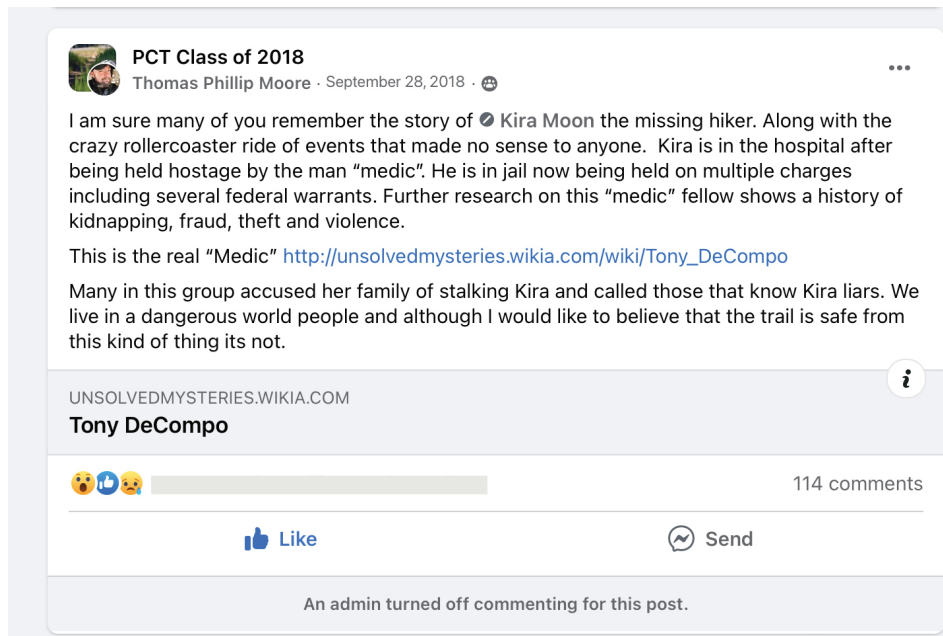 PCT Class of 2018
Thomas Phillip Moore · September 28, 2018 ·
I am sure many of you remember the story of Kira Moon the missing hiker. Along with the
crazy rollercoaster ride of events that made no sense to anyone.  Kira is in the hospital after
being held hostage by the man “medic”. He is in jail now being held on multiple charges
including several federal warrants. Further research on this “medic” fellow shows a history of
kidnapping, fraud, theft and violence.
This is the real “Medic” http://unsolvedmysteries.wikia.com/wiki/Tony_DeCompo
Many in this group accused her family of stalking Kira and called those that know Kira liars. We
live in a dangerous world people and although I would like to believe that the trail is safe from
this kind of thing its not.
UNSOLVEDMYSTERIES.WIKIA.COM
Tony DeCompo
114 comments
Like
Send
An admin turned off commenting for this post.